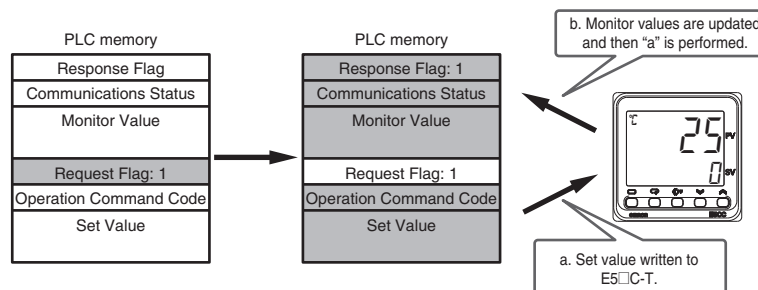 PLC memory
Response Flag
Communications Status
Monitor Value
Request Flag: 1
Operation Command Code
Set Value
PLC memory
Response Flag: 1
Communications Status
Monitor Value
Request Flag: 1
Operation Command Code
Set Value
b. Monitor values are updated
and then “a” is performed.
°C
25 PV
0 SV
omron E5CC
a. Set value written to
E5□C-T.